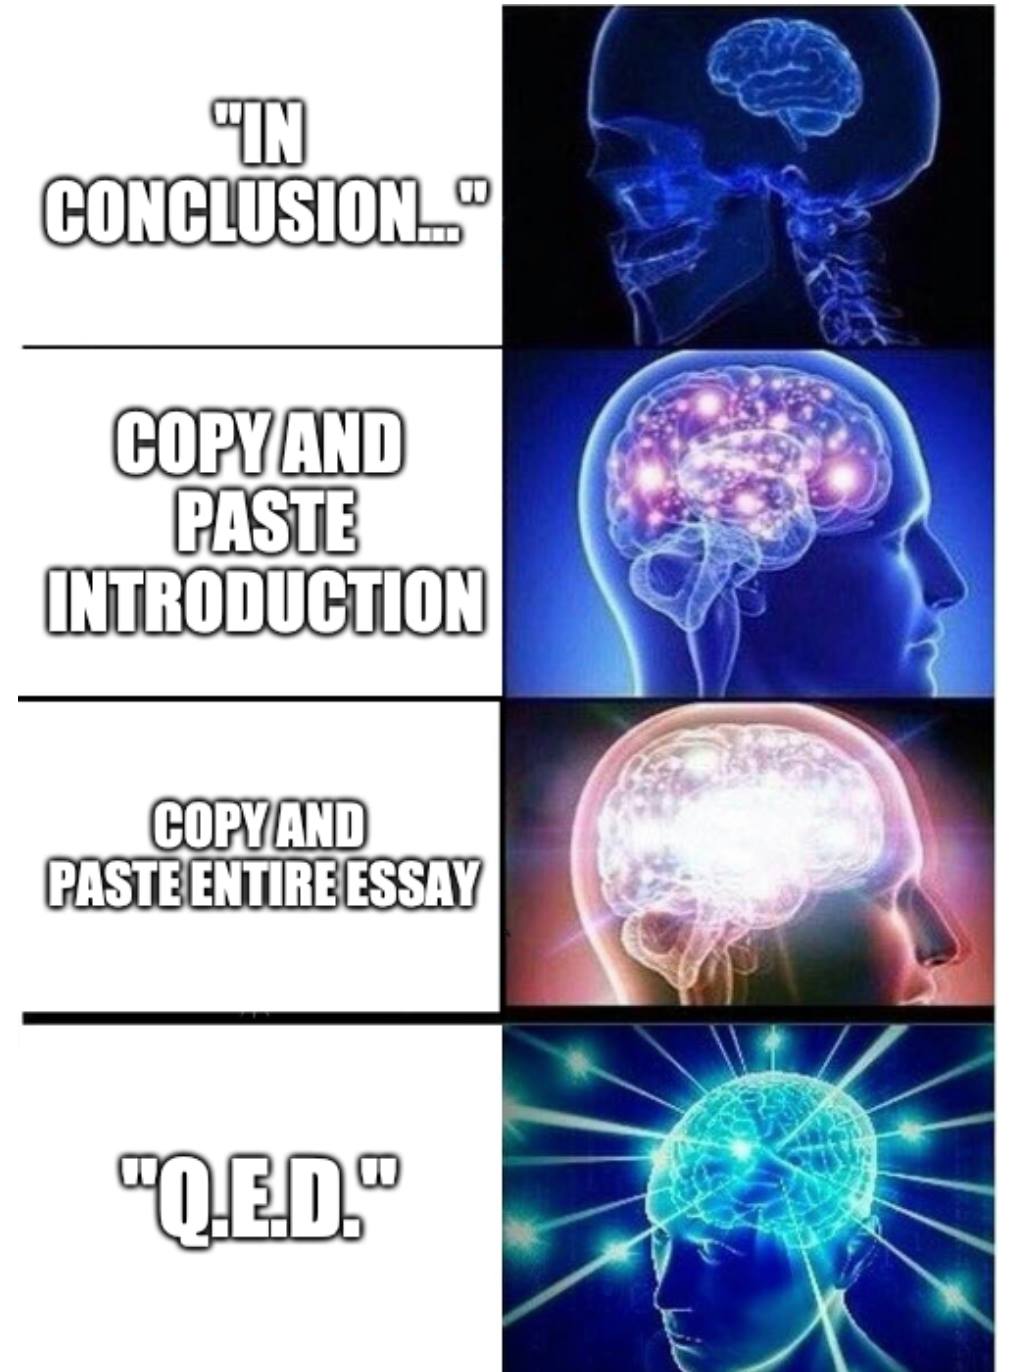 "IN
CONCLUSION..."
COPY AND
PASTE
INTRODUCTION
COPY AND
PASTE ENTIRE ESSAY
"Q.E.D."